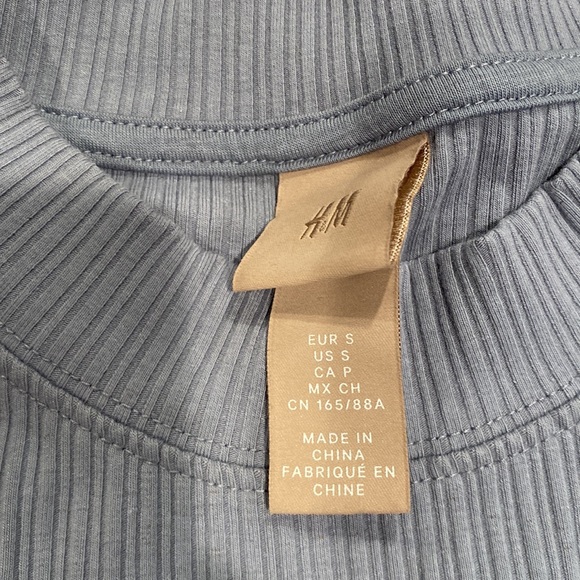 H&M
EUR S
US S
CA P
MX CH
CN 165/88A
MADE IN
CHINA
FABRIQUÉ EN
CHINE